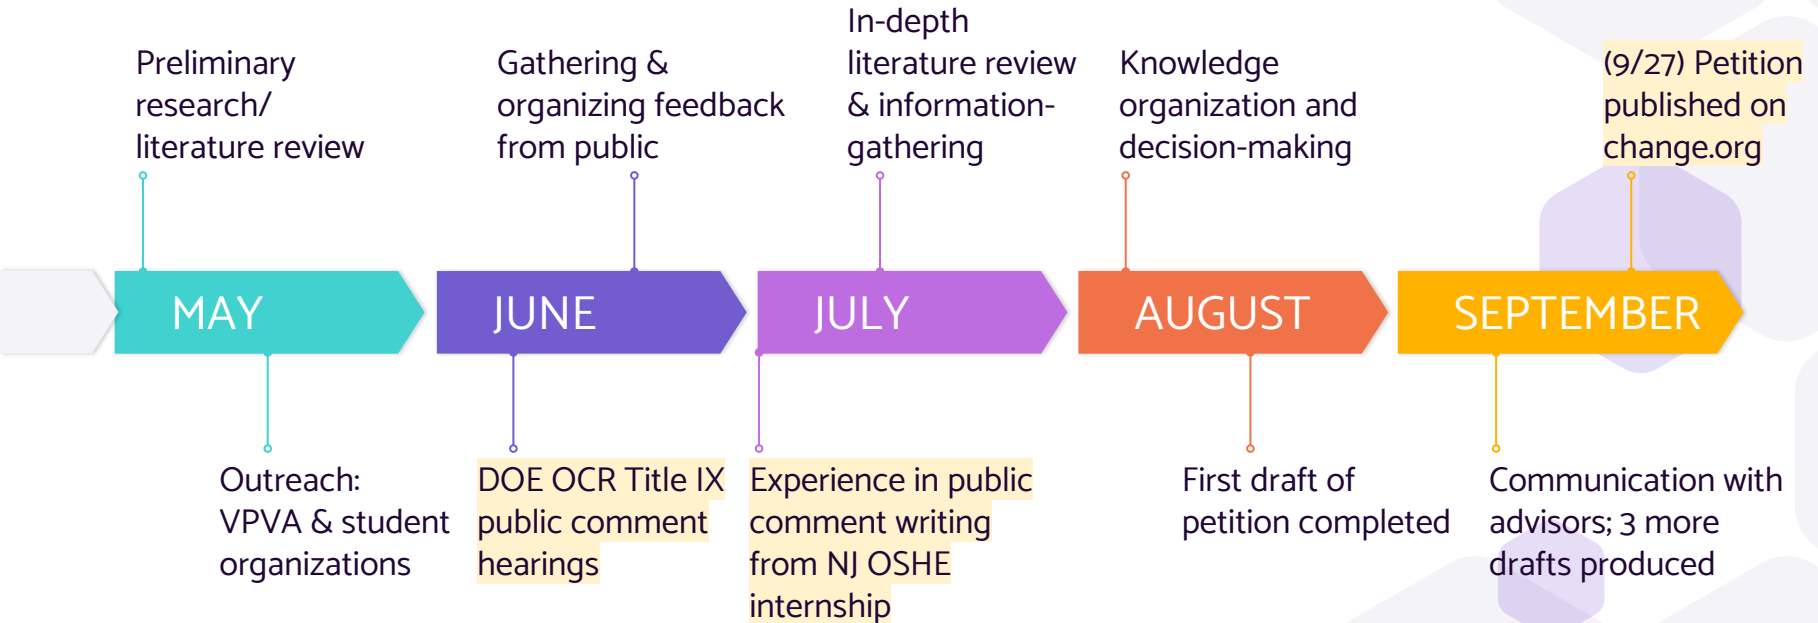 Preliminary
research/
literature review
Gathering &
organizing feedback
from public
In-depth
literature review
& information-
gathering
Knowledge
organization and
decision-making
(9/27) Petition
published on
change.org
MAY
JUNE
JULY
AUGUST
SEPTEMBER
Outreach:
VPVA & student
organizations
DOE OCR Title IX
public comment
hearings
Experience in public
comment writing
from NJ OSHE
internship
First draft of
petition completed
Communication with
advisors; 3 more
drafts produced